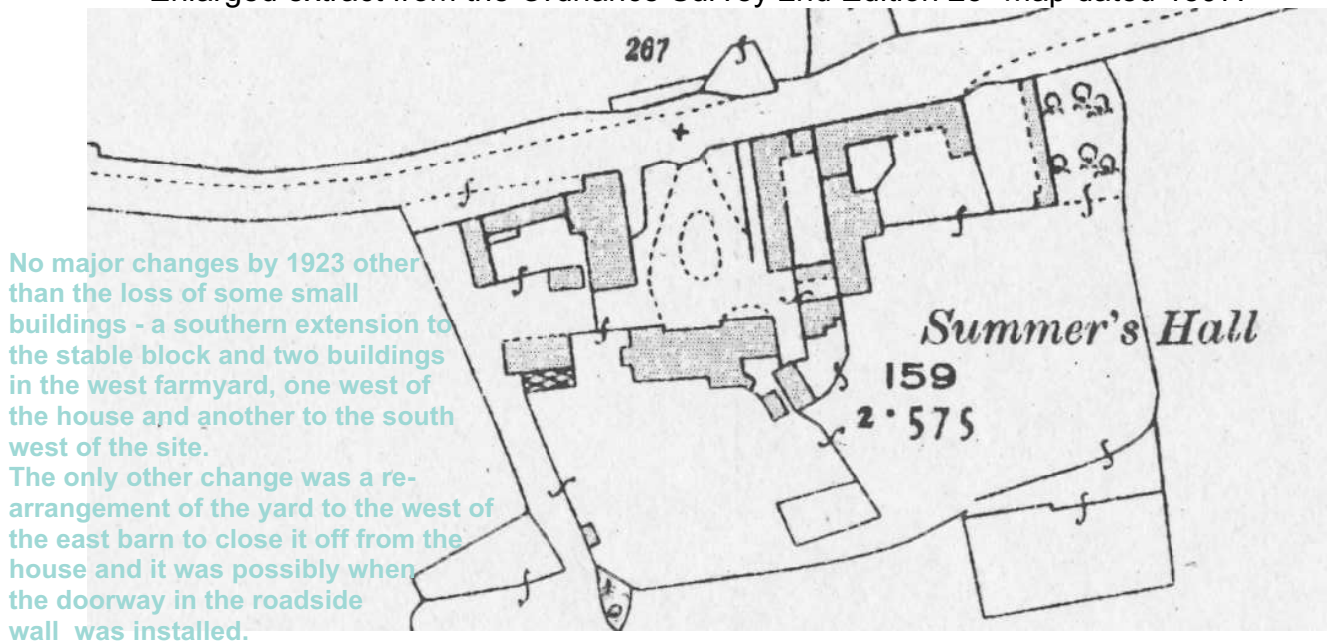 267
No major changes by 1923 other
than the loss of some small
buildings - a southern extension to
the stable block and two buildings
in the west farmyard, one west of
the house and another to the south
west of the site.
The only other change was a re-
arrangement of the yard to the west of
the east barn to close it off from the
house and it was possibly when
the doorway in the roadside
wall was installed.
Summer's Hall
159
2·575